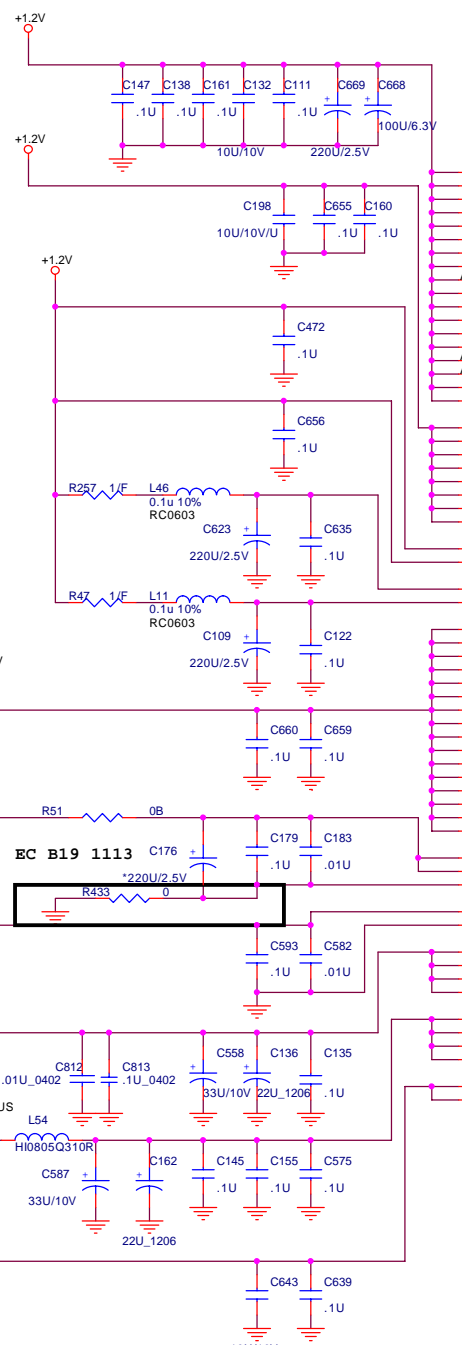 +1.2V
C147 C138 C161 C132 C111 C669 C668
.1U .1U .1U .1U .1U 100U/6.3V
10U/10V 220U/2.5V
+1.2V
C198 C655 C160
10U/10V/U .1U .1U
+1.2V
C472
.1U
C656
.1U
R257 1/F L46
0.1u 10%
RC0603
C623 C635
220U/2.5V .1U
R47 1/F L11
0.1u 10%
RC0603
C109 C122
220U/2.5V .1U
C660 C659
.1U .1U
R51 0B
EC B19 1113
C176 C179 C183
*220U/2.5V .1U .01U
R433 0
C593 C582
.1U .01U
C812 C813 C558 C136 C135
.01U_0402 .1U_0402 33U/10V 22U_1206 .1U
US
L54
HI0805Q310R
C587 C162 C145 C155 C575
33U/10V .1U .1U .1U
22U_1206
C643 C639
.1U